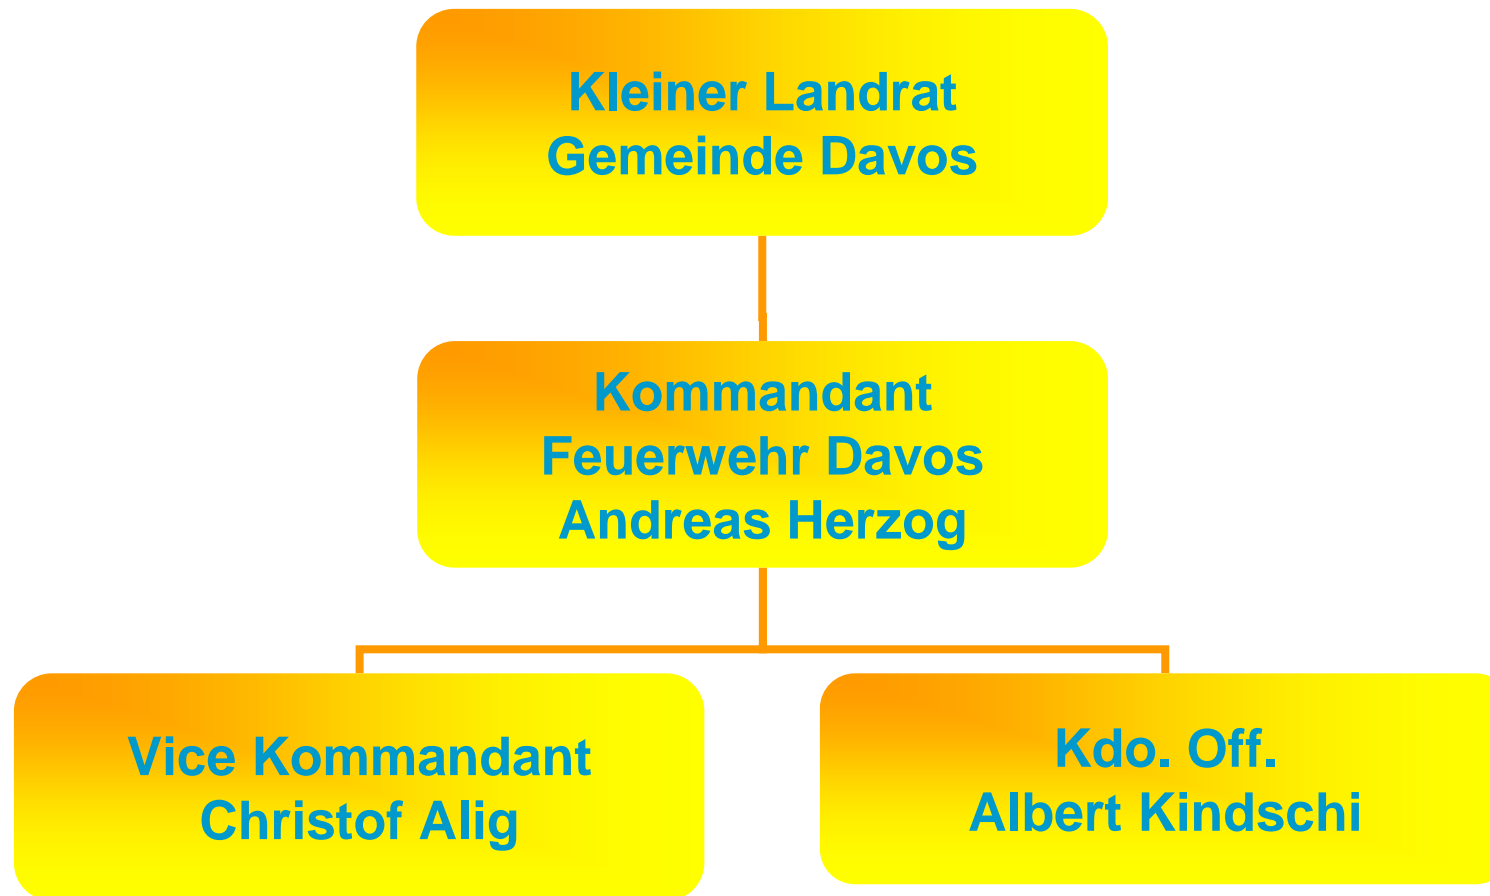 Kleiner Landrat
Gemeinde Davos
Kommandant
Feuerwehr Davos
Andreas Herzog
Vice Kommandant
Christof Alig
Kdo. Off.
Albert Kindschi